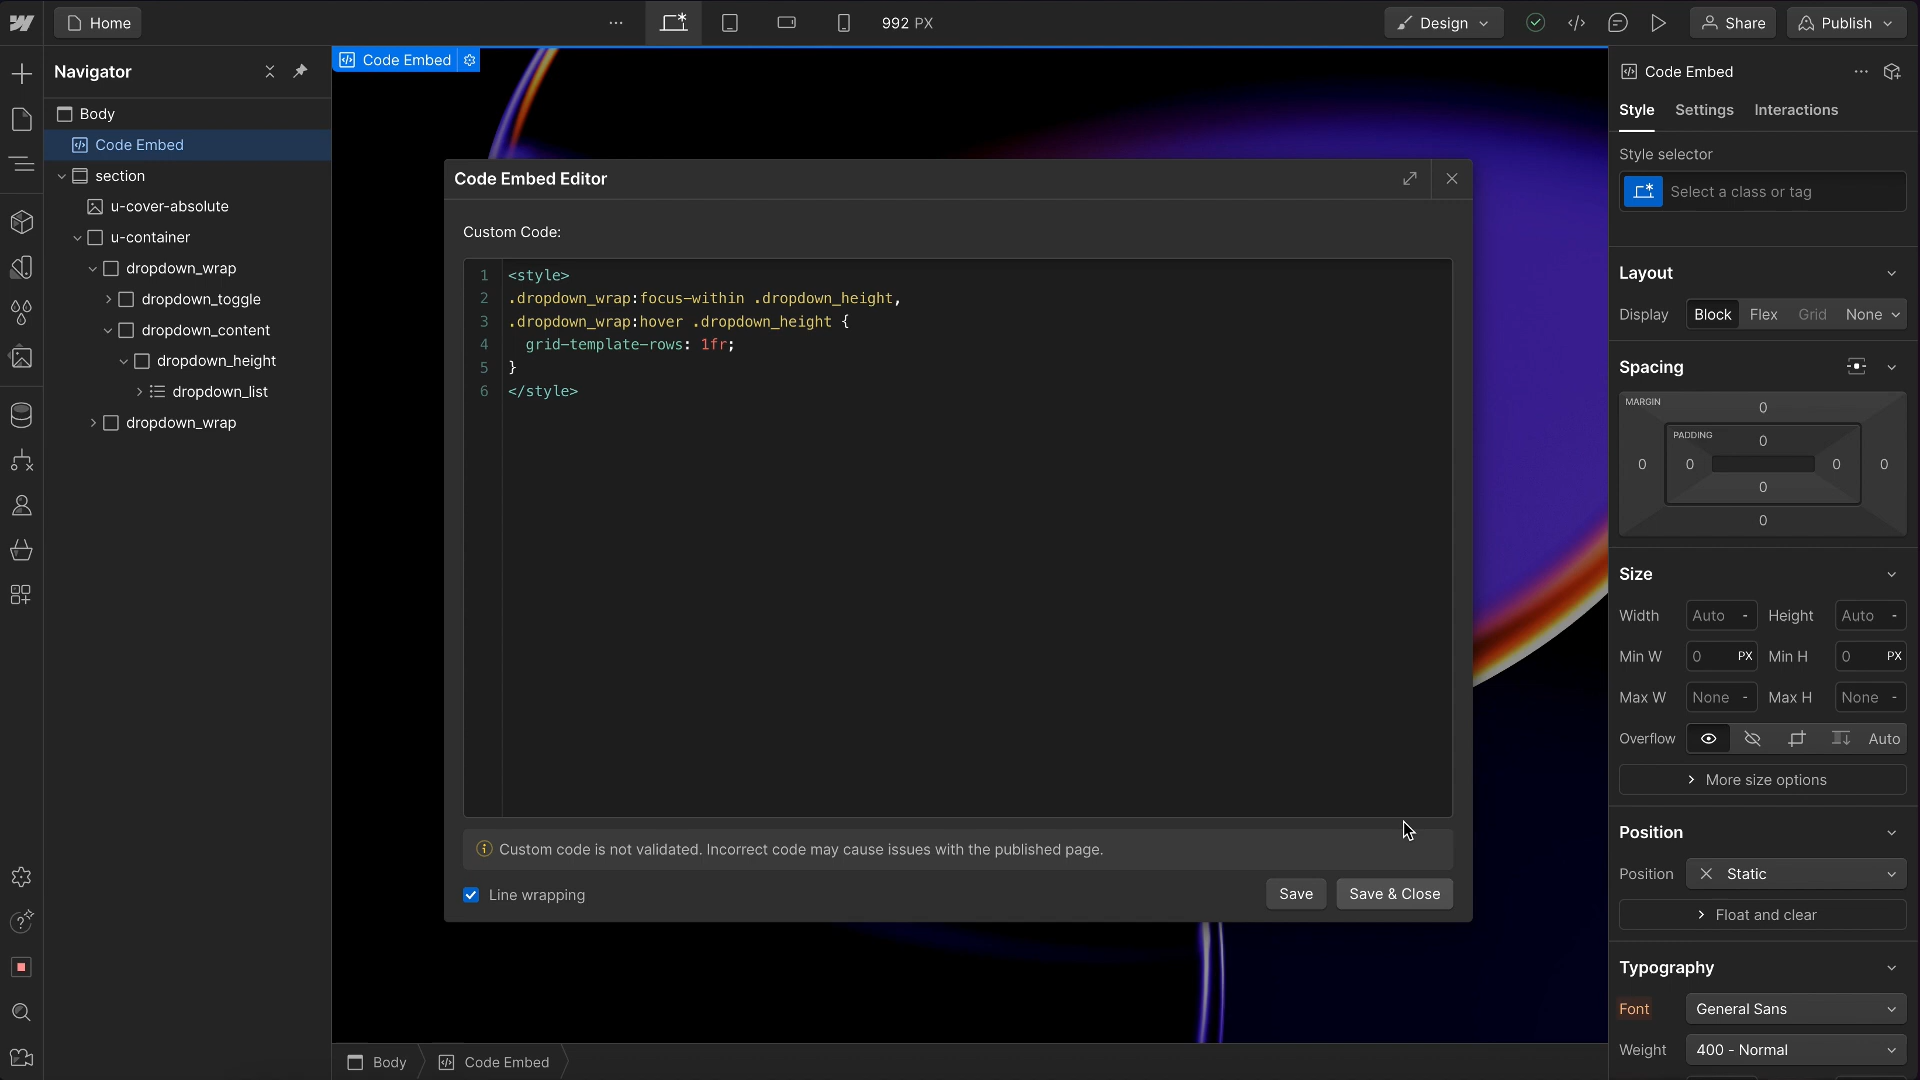 Home
992 PX
Design
Share
Publish
Navigator
Body
Code Embed
section
u-cover-absolute
u-container
dropdown_wrap
dropdown_toggle
dropdown_content
dropdown_height
dropdown_list
dropdown_wrap
Code Embed
Code Embed Editor
Custom Code:
1 <style>
2 .dropdown_wrap:focus-within .dropdown_height,
3 .dropdown_wrap:hover .dropdown_height {
4 grid-template-rows: 1fr;
5 }
6 </style>
Custom code is not validated. Incorrect code may cause issues with the published page.
Line wrapping
Save
Save & Close
Body
Code Embed
Code Embed
Style Settings Interactions
Style selector
Select a class or tag
Layout
Display Block Flex Grid None
Spacing
MARGIN
0
PADDING
0
0 0 0 0
0
0
Size
Width Auto - Height Auto -
Min W 0 PX Min H 0 PX
Max W None - Max H None -
Overflow Auto
More size options
Position
Position Static
Float and clear
Typography
Font General Sans
Weight 400 - Normal